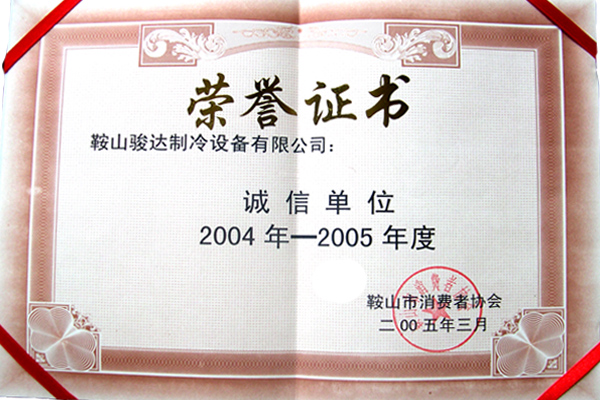 荣誉证书
鞍山骏达制冷设备有限公司：
诚信单位
2004年—2005年度
鞍山市消费者协会
二00五年三月